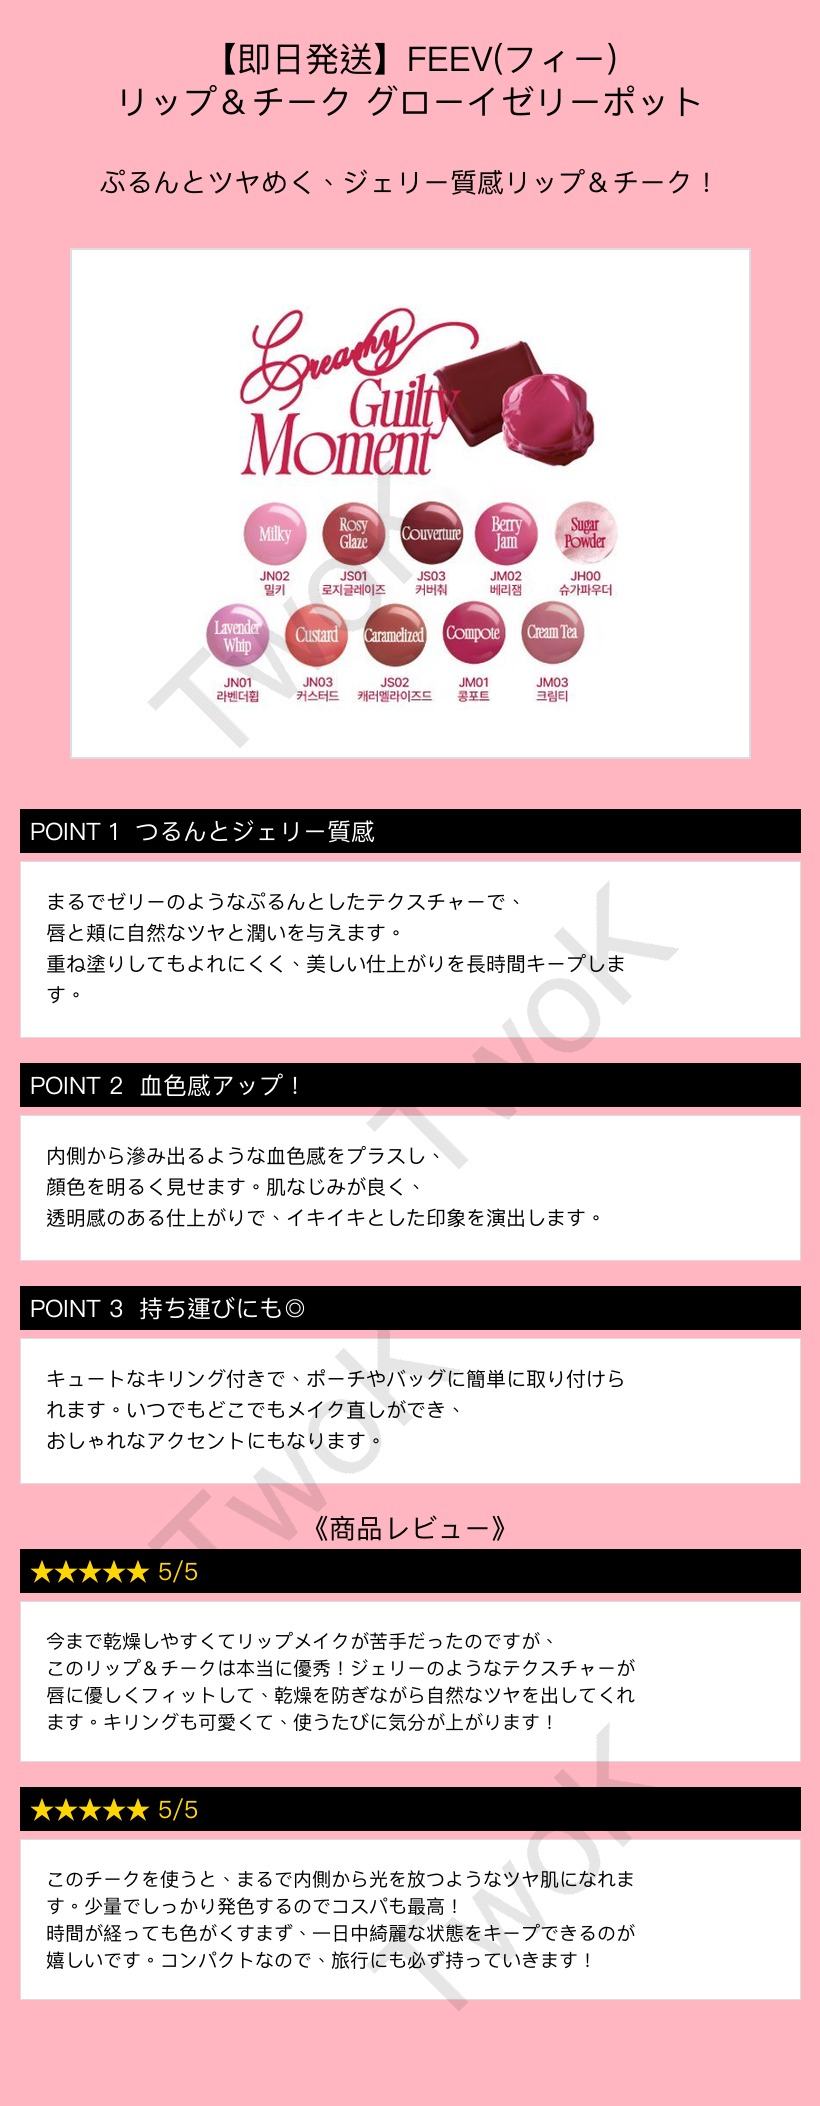 【即日発送】FEEV(フィー)
リップ＆チーク グローイゼリーポット
ぷるんとツヤめく、ジェリー質感リップ＆チーク！
Creamy
Guilty
Moment
Milky
Rosy Glaze
Couverture
Berry Jam
Sugar Powder
JN02 JS01 JS03 JM02 JH00
밀키 로지글레이즈 커버춰 베리잼 슈가파우더
Lavender Whip
Custard
Caramelized
Compote
Cream Tea
JN01 JN03 JS02 JM01 JM03
라벤더휩 커스터드 캐러멜라이즈드 콩포트 크림티
TwoK
POINT 1 つるんとジェリー質感
まるでゼリーのようなぷるんとしたテクスチャーで、
唇と頬に自然なツヤと潤いを与えます。
重ね塗りしてもよれにくく、美しい仕上がりを長時間キープしま
す。
TwoK
POINT 2 血色感アップ！
内側から滲み出るような血色感をプラスし、
顔色を明るく見せます。肌なじみが良く、
透明感のある仕上がりで、イキイキとした印象を演出します。
POINT 3 持ち運びにも◎
キュートなキリング付きで、ポーチやバッグに簡単に取り付けら
れます。いつでもどこでもメイク直しができ、
おしゃれなアクセントにもなります。
TwoK
《商品レビュー》
★★★★★ 5/5
今まで乾燥しやすくてリップメイクが苦手だったのですが、
このリップ＆チークは本当に優秀！ジェリーのようなテクスチャーが
唇に優しくフィットして、乾燥を防ぎながら自然なツヤを出してくれ
ます。キリングも可愛くて、使うたびに気分が上がります！
★★★★★ 5/5
このチークを使うと、まるで内側から光を放つようなツヤ肌になれま
す。少量でしっかり発色するのでコスパも最高！
時間が経っても色がくすまず、一日中綺麗な状態をキープできるのが
嬉しいです。コンパクトなので、旅行にも必ず持っていきます！
TwoK